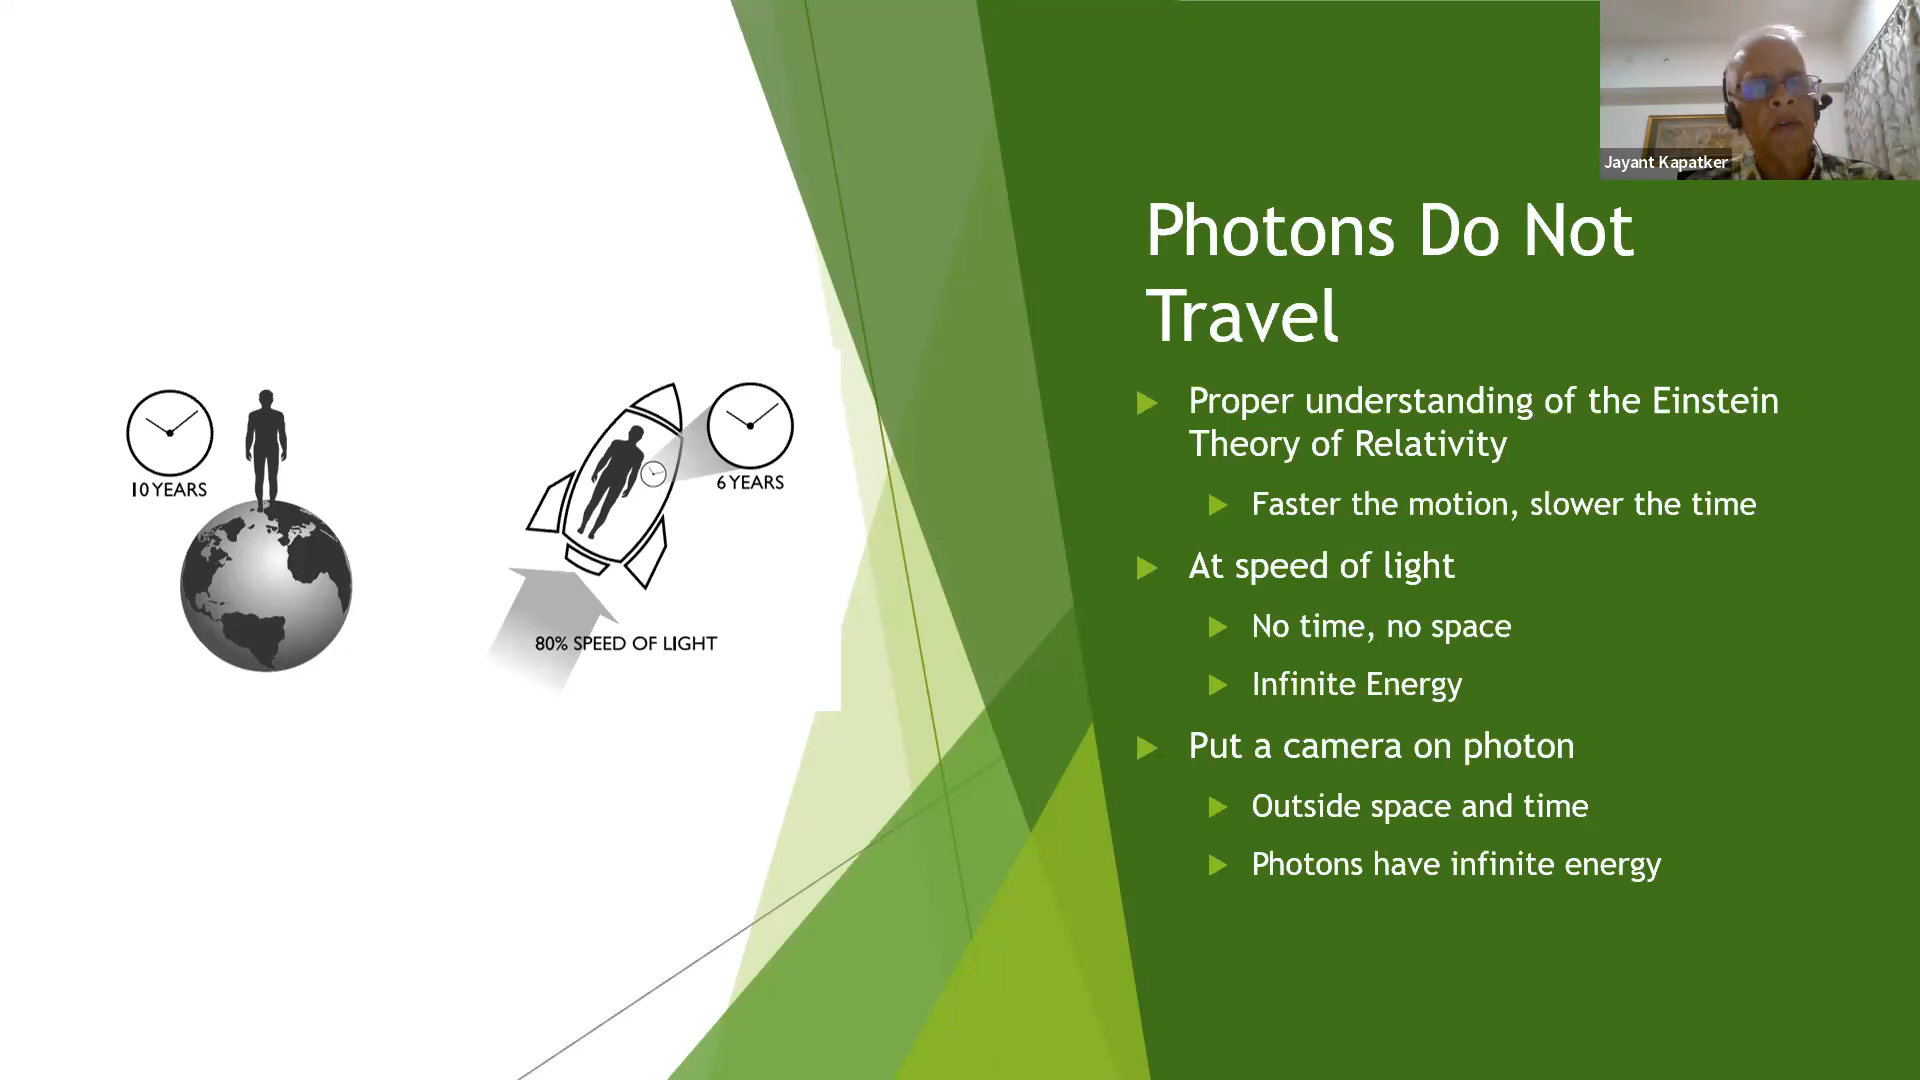 Jayant Kapatker
Photons Do Not
Travel
Proper understanding of the Einstein
Theory of Relativity
Faster the motion, slower the time
At speed of light
No time, no space
Infinite Energy
Put a camera on photon
Outside space and time
Photons have infinite energy
10 YEARS
6 YEARS
80% SPEED OF LIGHT